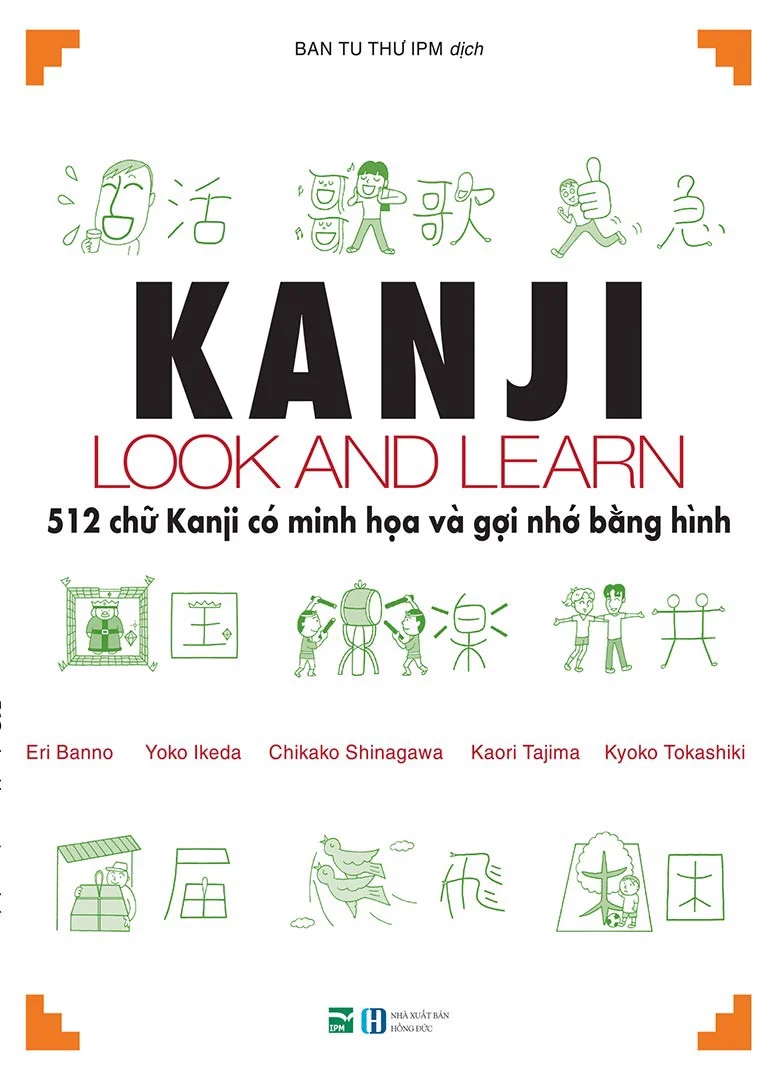 BAN TU THƯ IPM dịch
活 歌 急
KANJI
LOOK AND LEARN
512 chữ Kanji có minh họa và gợi nhớ bằng hình
国 楽 共
Eri Banno Yoko Ikeda Chikako Shinagawa Kaori Tajima Kyoko Tokashiki
届 飛 困
IPM
NHÀ XUẤT BẢN
HỒNG ĐỨC